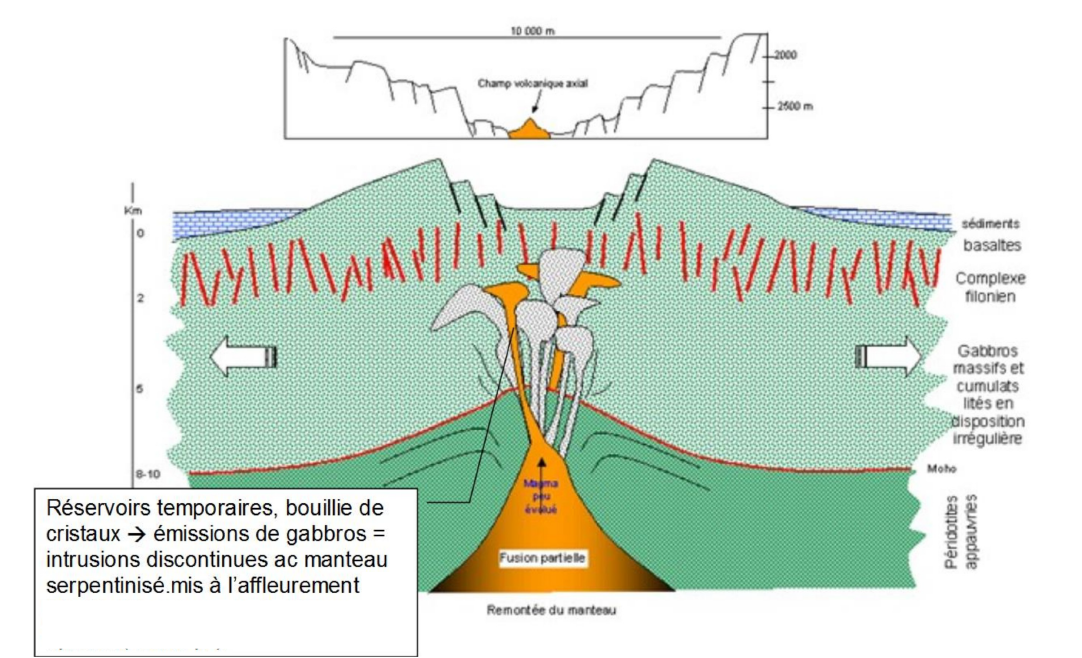 10 000 m
2000
Champ volcanique axial
2500 m
Km
0
2
5
8-10
sédiments
basaltes
Complexe
filonien
Gabbros
massifs et
cumulats
lités en
disposition
irrégulière
Moho
Péridotites
appauvries
Magma
peu
évolué
Fusion partielle
Remontée du manteau
Réservoirs temporaires, bouillie de
cristaux → émissions de gabbros =
intrusions discontinues ac manteau
serpentinisé.mis à l’affleurement